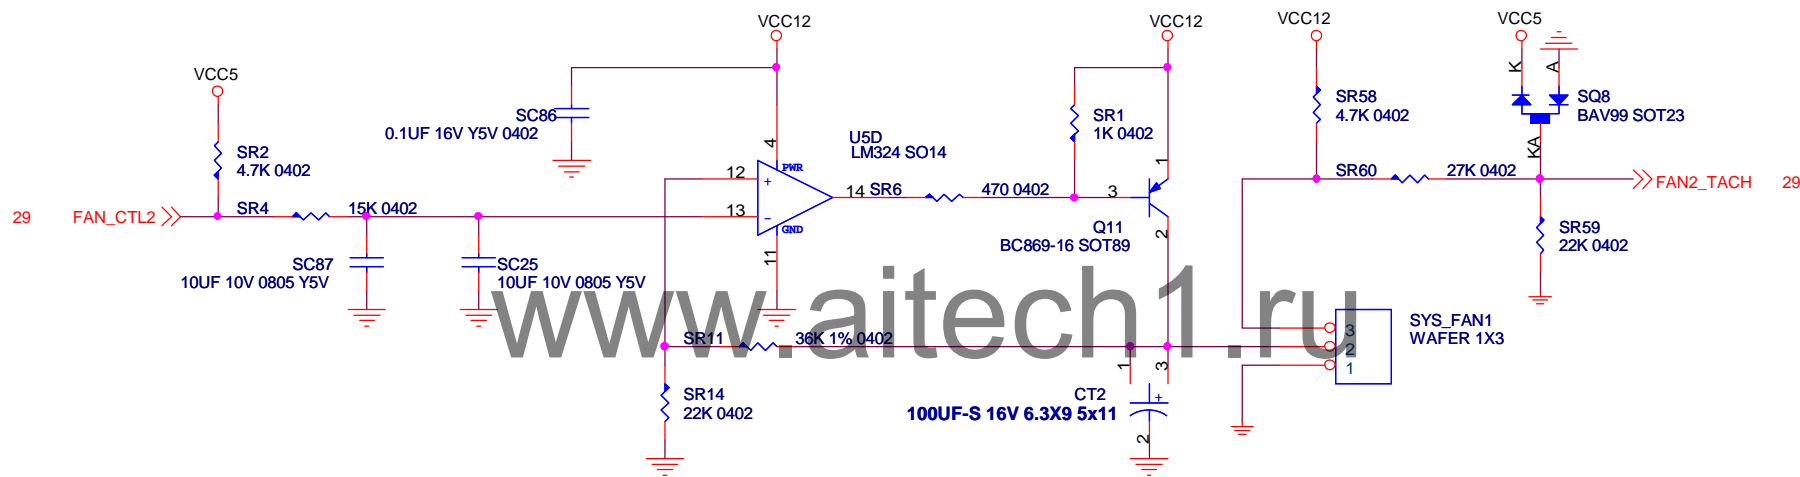 VCC12
VCC12
VCC12
VCC5
VCC5
K
A
SC86
0.1UF 16V Y5V 0402
SR1
1K 0402
SR58
4.7K 0402
SQ8
BAV99 SOT23
SR2
4.7K 0402
4
U5D
LM324 SO14
KA
12
+
PWR
1
14
SR6
470 0402
3
SR60
27K 0402
FAN2_TACH
29
29
FAN_CTL2
SR4
15K 0402
13
-
GND
11
Q11
BC869-16 SOT89
2
SR59
22K 0402
SC87
10UF 10V 0805 Y5V
SC25
10UF 10V 0805 Y5V
www.aitech1.ru
SYS_FAN1
WAFER 1X3
3
2
1
SR11
36K 1% 0402
1
3
SR14
22K 0402
CT2
100UF-S 16V 6.3X9 5x11
+
2